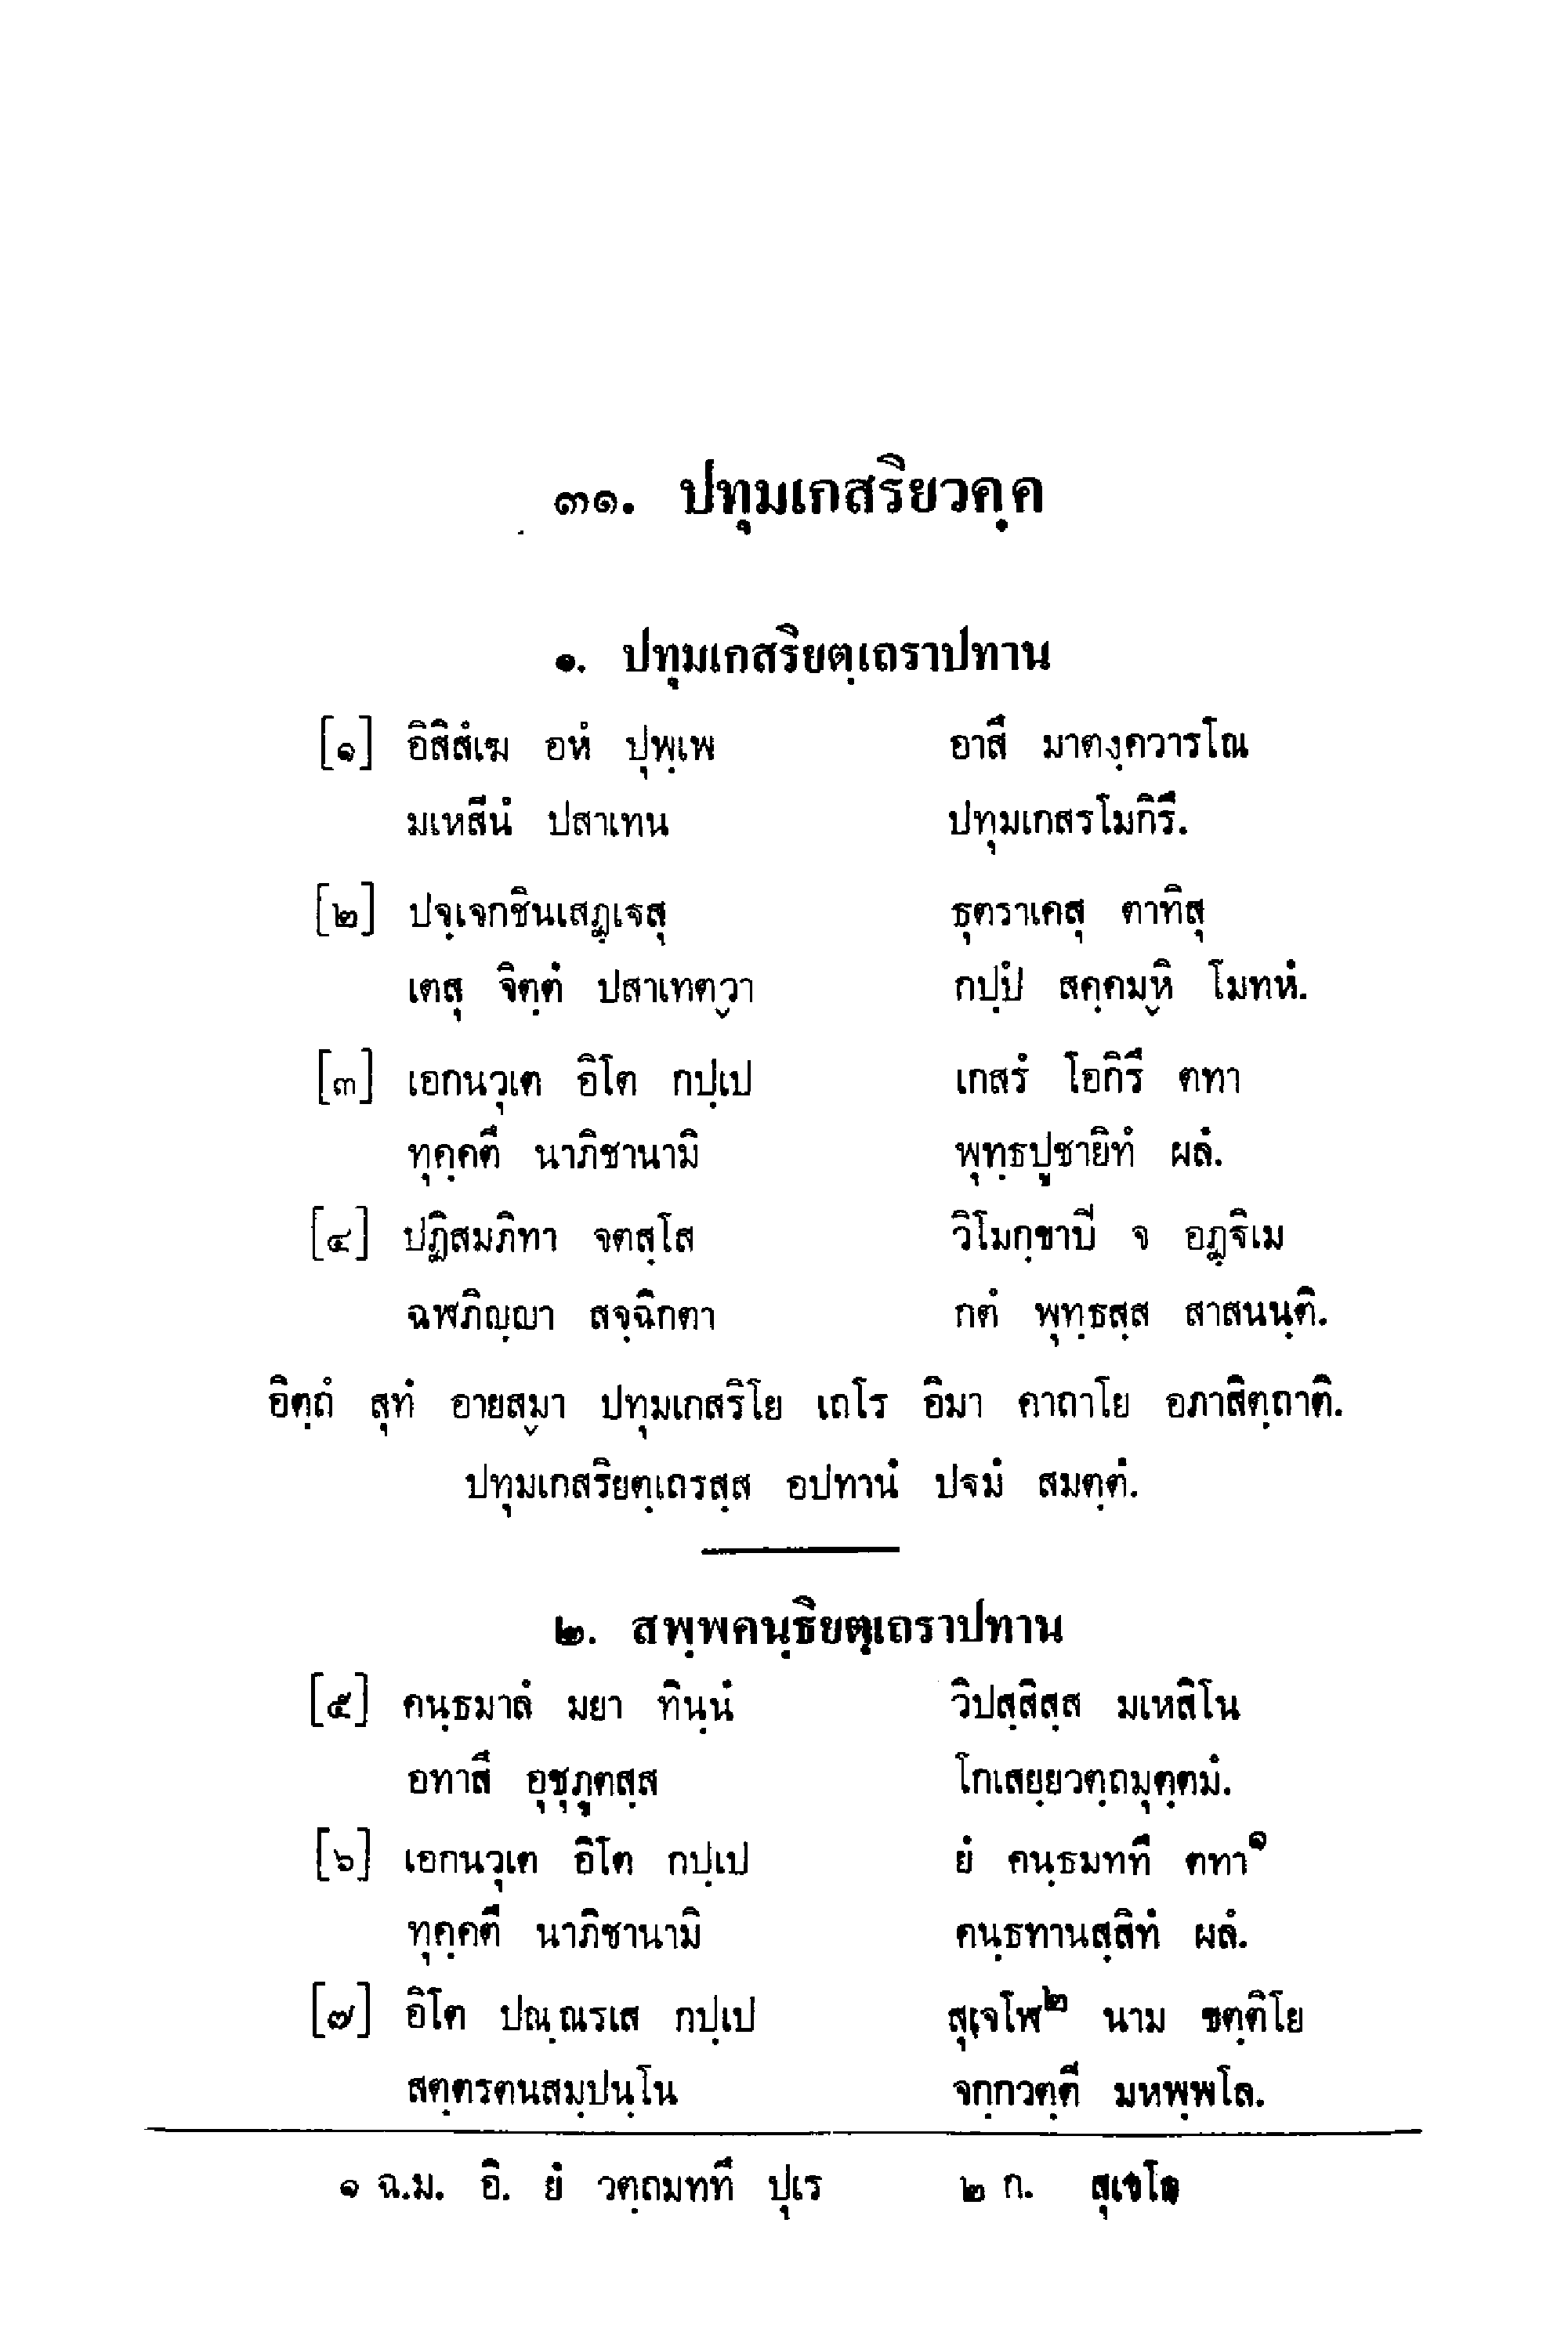 ๓๑. ปทุมเกสริยวคฺค
๑. ปทุมเกสริยตฺเถราปทาน
[๑] อิสิสํเฆ อหํ ปุพฺเพ อาสึ มาตงฺควารโณ
มเหสีนํ ปสาเทน ปทุมเกสรโมกิรึ.
[๒] ปจฺเจกชินเสฏฺเฐสุ ธุตราเคสุ ตาทิสุ
เตสุ จิตฺตํ ปสาเทตฺวา กปฺปํ สคฺคมฺหิ โมทหํ.
[๓] เอกนวุเต อิโต กปฺเป เกสรํ โอกิรึ ตทา
ทุคฺคตึ นาภิชานามิ พุทฺธปูชายิทํ ผลํ.
[๔] ปฏิสมภิทา จตสฺโส วิโมกฺขาปี จ อฏฺฐิเม
ฉฬภิญฺญา สจฺฉิกตา กตํ พุทฺธสฺส สาสนนฺติ.
อิตฺถํ สุทํ อายสฺมา ปทุมเกสริโย เถโร อิมา คาถาโย อภาสิตฺถาติ.
ปทุมเกสริยตฺเถรสฺส อปทานํ ปฐมํ สมตฺตํ.
๒. สพฺพคนฺธิยตฺเถราปทาน
[๕] คนฺธมาลํ มยา ทินฺนํ วิปสฺสิสฺส มเหสิโน
อทาสึ อุชุภูตสฺส โกเสยฺยวตฺถมุตฺตมํ.
[๖] เอกนวุเต อิโต กปฺเป ยํ คนฺธมททึ ตทา๑
ทุคฺคตึ นาภิชานามิ คนฺธทานสฺสิทํ ผลํ.
[๗] อิโต ปณฺณรเส กปฺเป สุเจโฬ๒ นาม ขตฺติโย
สตฺตรตนสมฺปนฺโน จกฺกวตฺตี มหพฺพโล.
๑ ฉ.ม. อิ. ยํ วตฺถมททึ ปุเร ๒ ก.